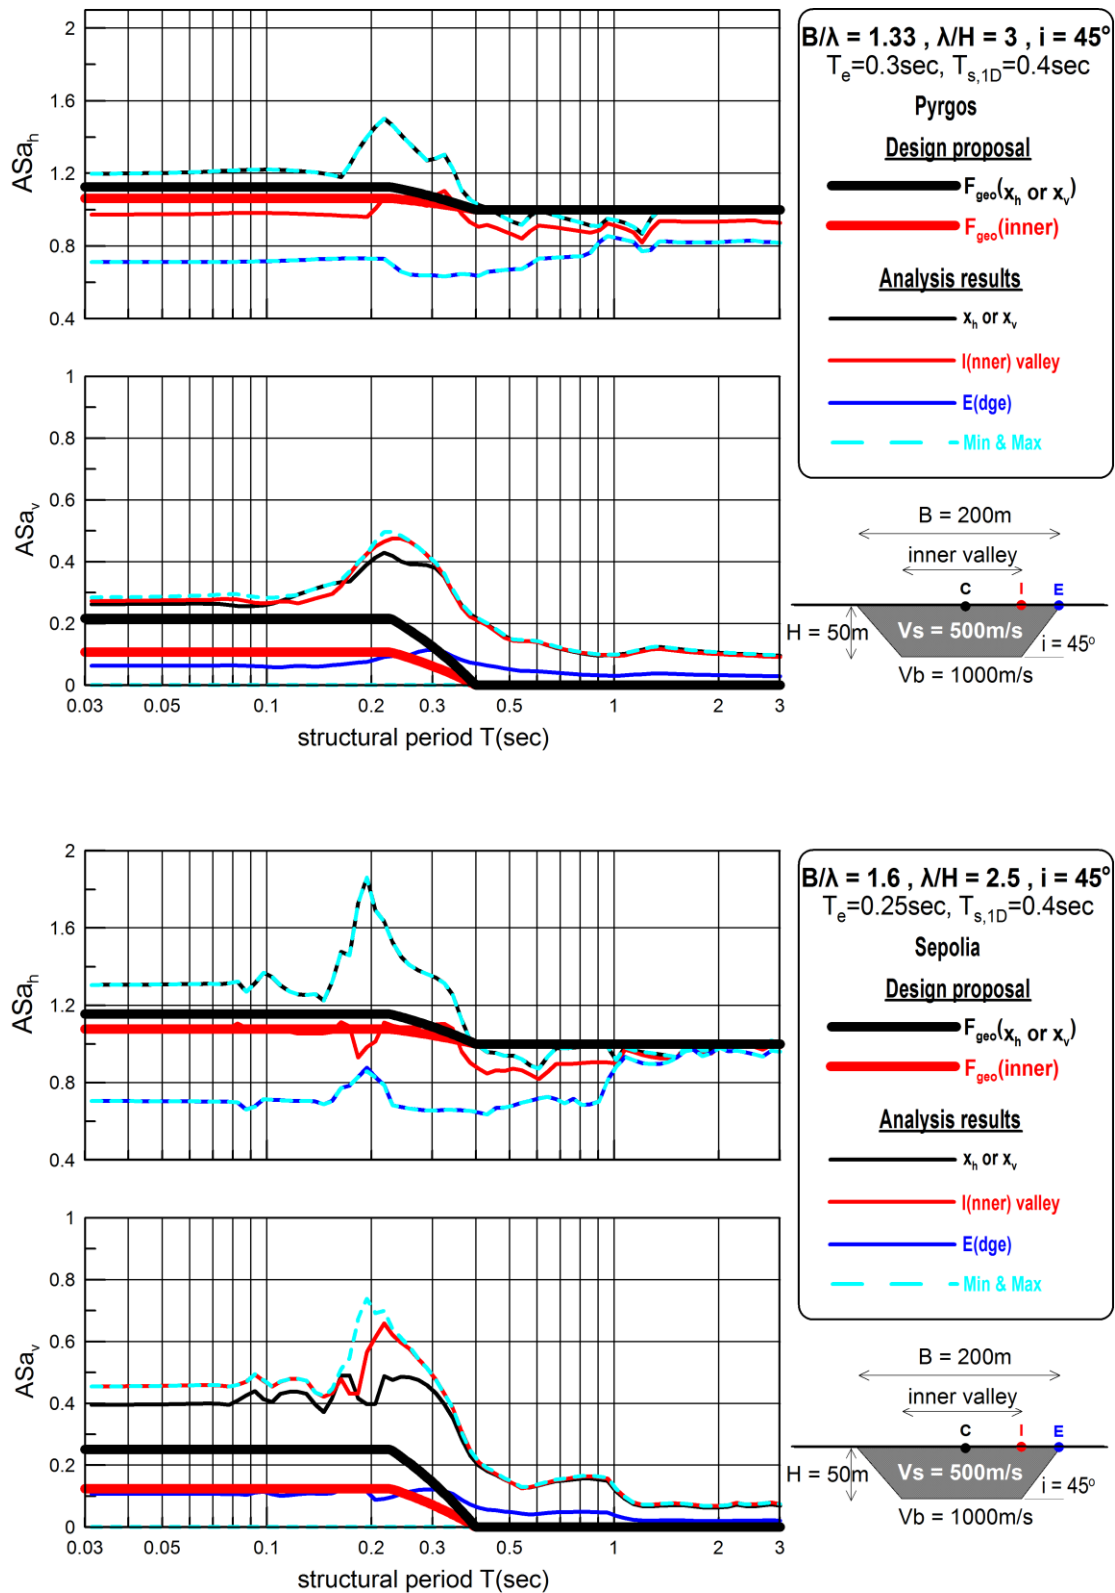 2
1.6
1.2
0.8
0.4
ASa_h
B/λ = 1.33 , λ/H = 3 , i = 45°
T_e=0.3sec, T_s,1D=0.4sec
Pyrgos
Design proposal
F_geo(x_h or x_v)
F_geo(inner)
Analysis results
x_h or x_v
I(nner) valley
E(dge)
Min & Max
1
0.8
0.6
0.4
0.2
0
ASa_v
0.03 0.05 0.1 0.2 0.3 0.5 1 2 3
structural period T(sec)
B = 200m
inner valley
C I E
H = 50m
Vs = 500m/s
i = 45°
Vb = 1000m/s
2
1.6
1.2
0.8
0.4
ASa_h
B/λ = 1.6 , λ/H = 2.5 , i = 45°
T_e=0.25sec, T_s,1D=0.4sec
Sepolia
Design proposal
F_geo(x_h or x_v)
F_geo(inner)
Analysis results
x_h or x_v
I(nner) valley
E(dge)
Min & Max
1
0.8
0.6
0.4
0.2
0
ASa_v
0.03 0.05 0.1 0.2 0.3 0.5 1 2 3
structural period T(sec)
B = 200m
inner valley
C I E
H = 50m
Vs = 500m/s
i = 45°
Vb = 1000m/s